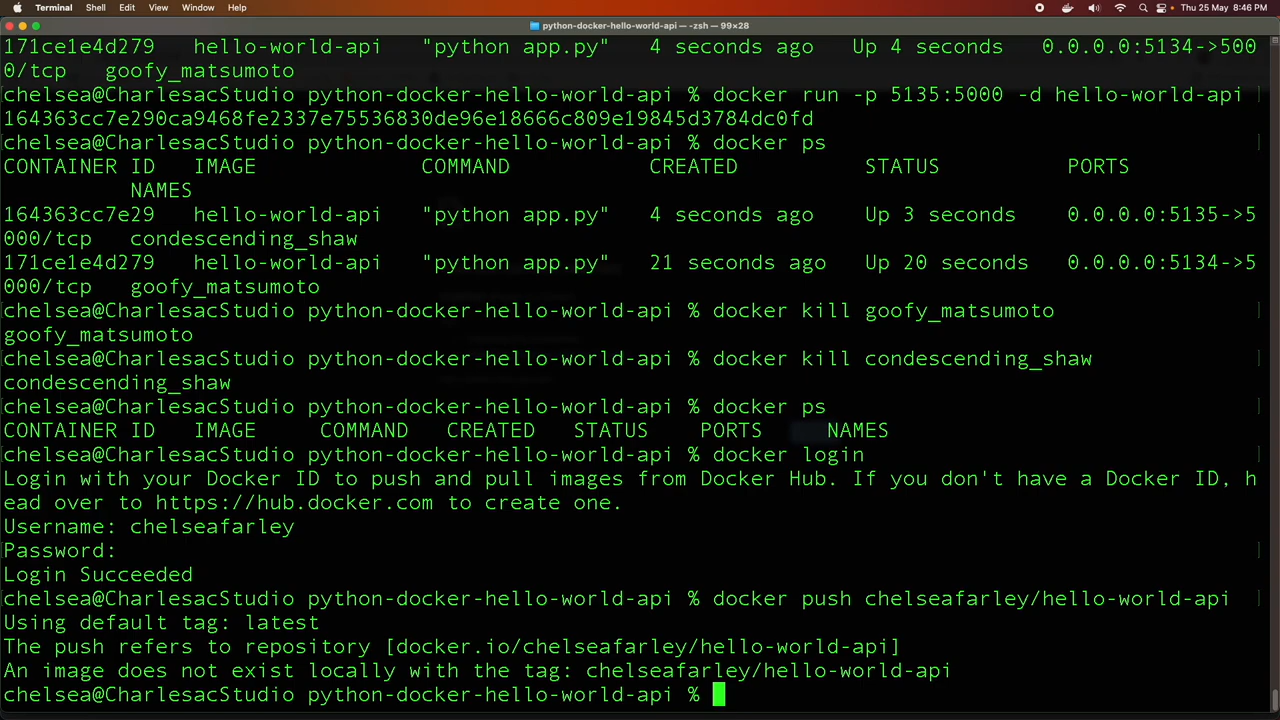 Terminal Shell Edit View Window Help Thu 25 May 8:46 PM
python-docker-hello-world-api — -zsh — 99×28
171ce1e4d279   hello-world-api   "python app.py"   4 seconds ago   Up 4 seconds   0.0.0.0:5134->500
0/tcp   goofy_matsumoto
chelsea@CharlesacStudio python-docker-hello-world-api % docker run -p 5135:5000 -d hello-world-api
164363cc7e290ca9468fe2337e75536830de96e18666c809e19845d3784dc0fd
chelsea@CharlesacStudio python-docker-hello-world-api % docker ps
CONTAINER ID   IMAGE             COMMAND           CREATED          STATUS          PORTS
          NAMES
164363cc7e29   hello-world-api   "python app.py"   4 seconds ago    Up 3 seconds    0.0.0.0:5135->5
000/tcp   condescending_shaw
171ce1e4d279   hello-world-api   "python app.py"   21 seconds ago   Up 20 seconds   0.0.0.0:5134->5
000/tcp   goofy_matsumoto
chelsea@CharlesacStudio python-docker-hello-world-api % docker kill goofy_matsumoto
goofy_matsumoto
chelsea@CharlesacStudio python-docker-hello-world-api % docker kill condescending_shaw
condescending_shaw
chelsea@CharlesacStudio python-docker-hello-world-api % docker ps
CONTAINER ID   IMAGE     COMMAND   CREATED   STATUS    PORTS     NAMES
chelsea@CharlesacStudio python-docker-hello-world-api % docker login
Login with your Docker ID to push and pull images from Docker Hub. If you don't have a Docker ID, h
ead over to https://hub.docker.com to create one.
Username: chelseafarley
Password:
Login Succeeded
chelsea@CharlesacStudio python-docker-hello-world-api % docker push chelseafarley/hello-world-api
Using default tag: latest
The push refers to repository [docker.io/chelseafarley/hello-world-api]
An image does not exist locally with the tag: chelseafarley/hello-world-api
chelsea@CharlesacStudio python-docker-hello-world-api %